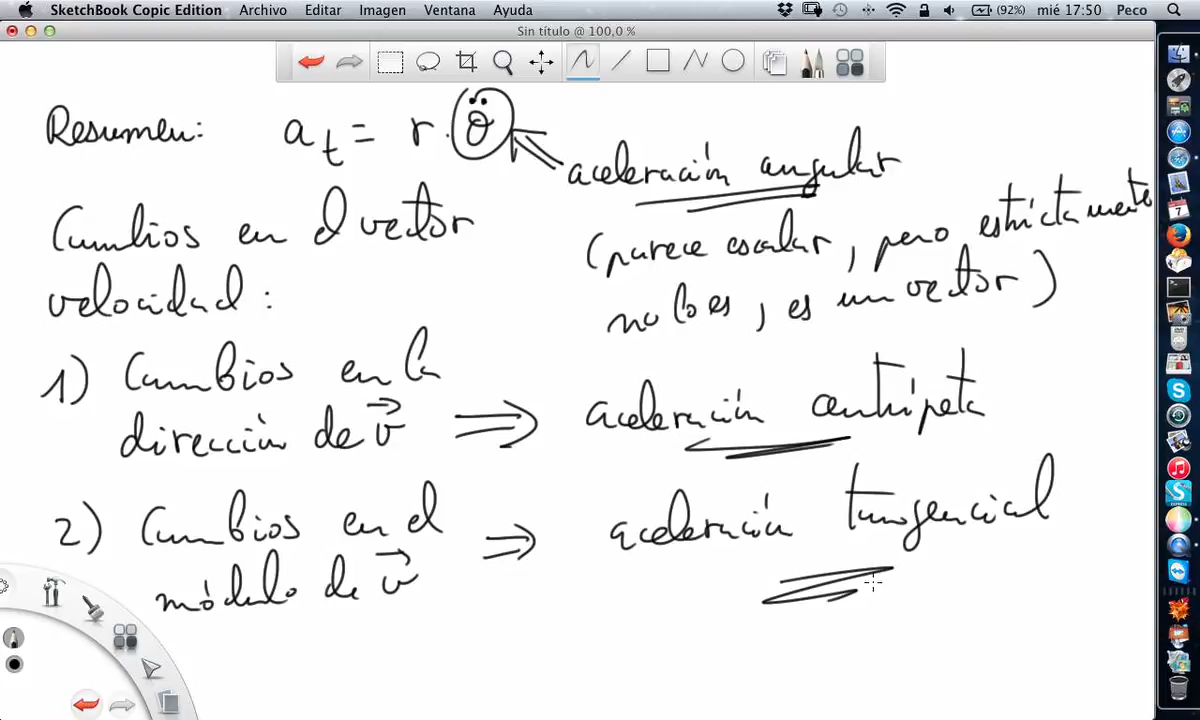 SketchBook Copic Edition Archivo Editar Imagen Ventana Ayuda (92%) mié 17:50 Peco
Sin título @ 100,0 %
Resumen: a_t = r · θ̈
aceleración angular
(parece escalar, pero estrictamente
no lo es, es un vector)
Cambios en el vector
velocidad:
1) Cambios en la
dirección de v⃗ ⇒ aceleración centrípeta
2) Cambios en el
módulo de v⃗ ⇒ aceleración tangencial